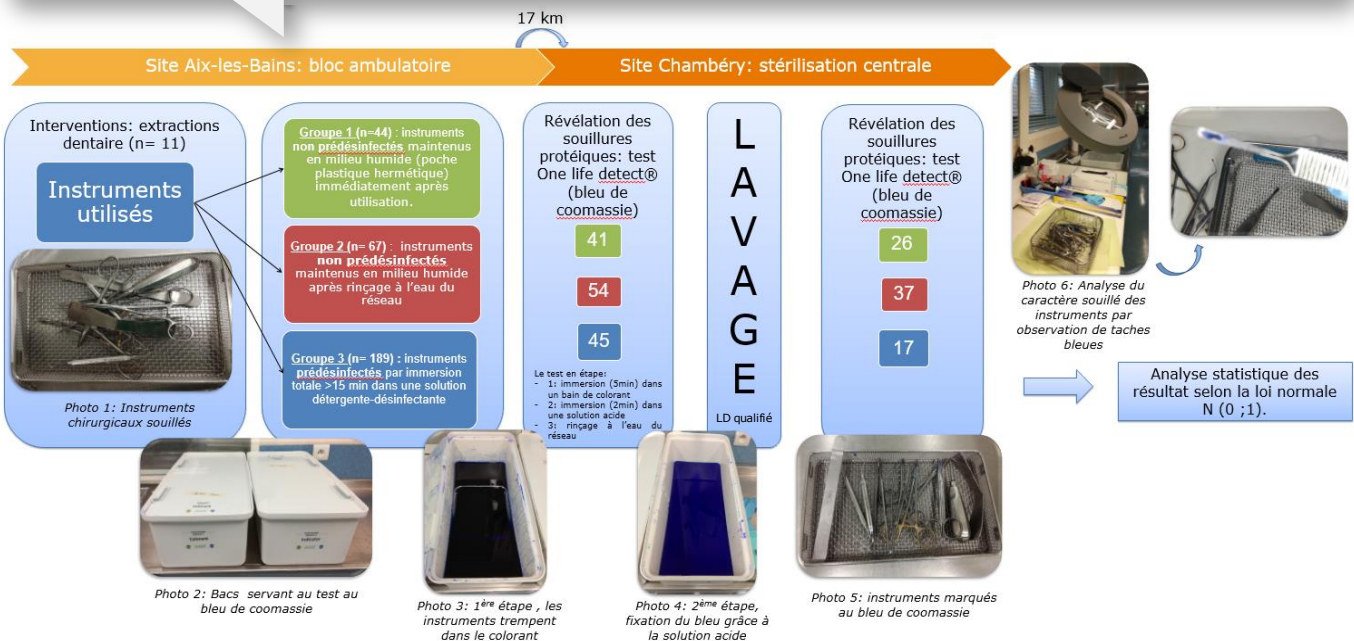 17 km
Site Aix-les-Bains: bloc ambulatoire
Site Chambéry: stérilisation centrale
Interventions: extractions
dentaire (n= 11)
Instruments
utilisés
Photo 1: Instruments
chirurgicaux souillés
Groupe 1 (n=44) : instruments
non prédésinfectés maintenus
en milieu humide (poche
plastique hermétique)
immédiatement après
utilisation.
Groupe 2 (n= 67) : instruments
non prédésinfectés
maintenus en milieu humide
après rinçage à l'eau du
réseau
Groupe 3 (n= 189) : instruments
prédésinfectés par immersion
totale >15 min dans une solution
détergente-désinfectante
Révélation des
souillures
protéiques: test
One life detect®
(bleu de
coomassie)
41
54
45
Le test en étape:
- 1: immersion (5min) dans
un bain de colorant
- 2: immersion (2min) dans
une solution acide
- 3: rinçage à l'eau du
réseau
L
A
V
A
G
E
LD qualifié
Révélation des
souillures
protéiques: test
One life detect®
(bleu de
coomassie)
26
37
17
Photo 6: Analyse du
caractère souillé des
instruments par
observation de taches
bleues
Analyse statistique des
résultat selon la loi normale
N (0 ;1).
Photo 2: Bacs servant au test au
bleu de coomassie
Photo 3: 1ère étape , les
instruments trempent
dans le colorant
Photo 4: 2ème étape,
fixation du bleu grâce à
la solution acide
Photo 5: instruments marqués
au bleu de coomassie